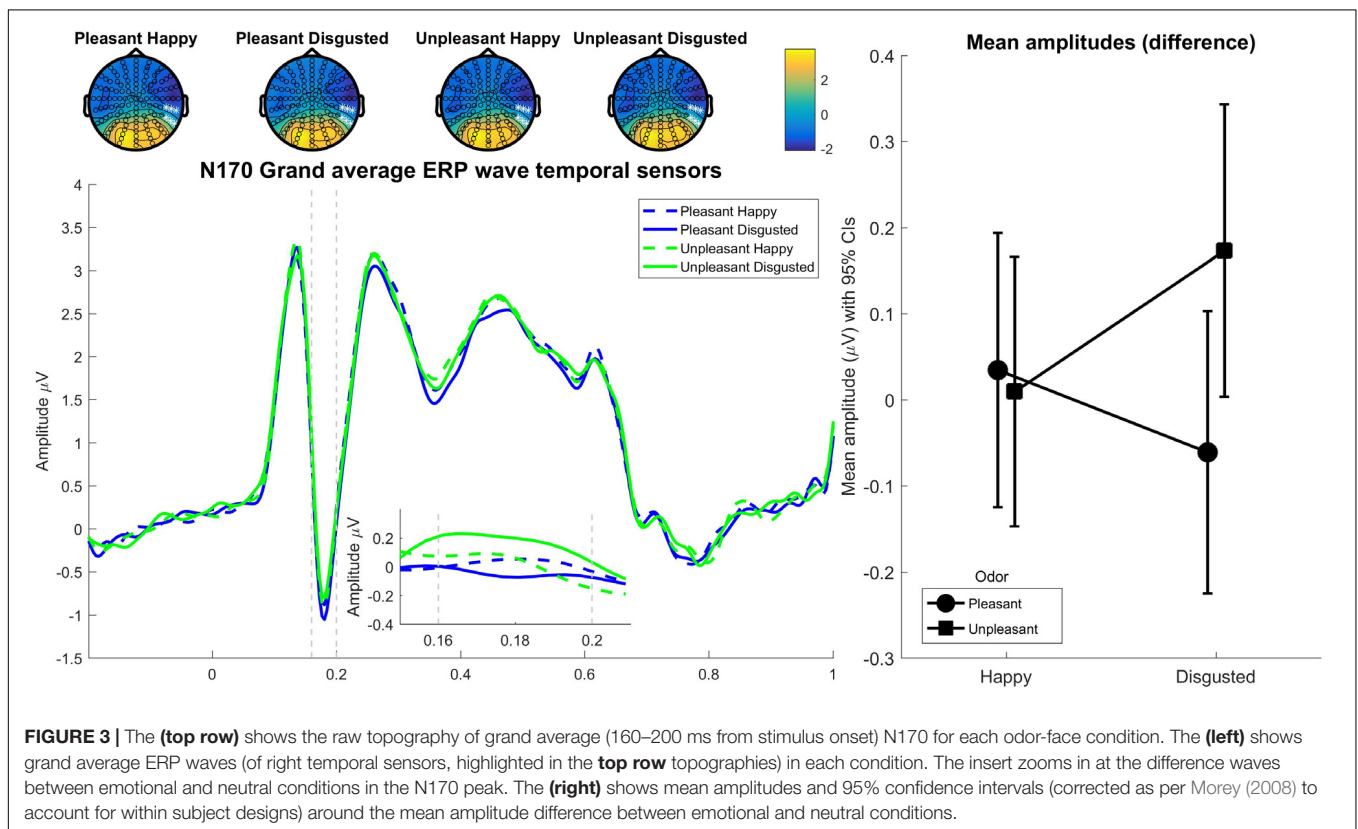 Pleasant Happy
Pleasant Disgusted
Unpleasant Happy
Unpleasant Disgusted
2
0
-2
N170 Grand average ERP wave temporal sensors
4
3.5
3
2.5
2
1.5
1
0.5
0
-0.5
-1
-1.5
Amplitude μV
Pleasant Happy
Pleasant Disgusted
Unpleasant Happy
Unpleasant Disgusted
Amplitude μV
0.2
0
-0.2
-0.4
0.16
0.18
0.2
0
0.2
0.4
0.6
0.8
1
Mean amplitudes (difference)
0.4
0.3
0.2
0.1
0
-0.1
-0.2
-0.3
Mean amplitude (μV) with 95% CIs
Odor
Pleasant
Unpleasant
Happy
Disgusted
FIGURE 3 | The (top row) shows the raw topography of grand average (160–200 ms from stimulus onset) N170 for each odor-face condition. The (left) shows
grand average ERP waves (of right temporal sensors, highlighted in the top row topographies) in each condition. The insert zooms in at the difference waves
between emotional and neutral conditions in the N170 peak. The (right) shows mean amplitudes and 95% confidence intervals (corrected as per Morey (2008) to
account for within subject designs) around the mean amplitude difference between emotional and neutral conditions.